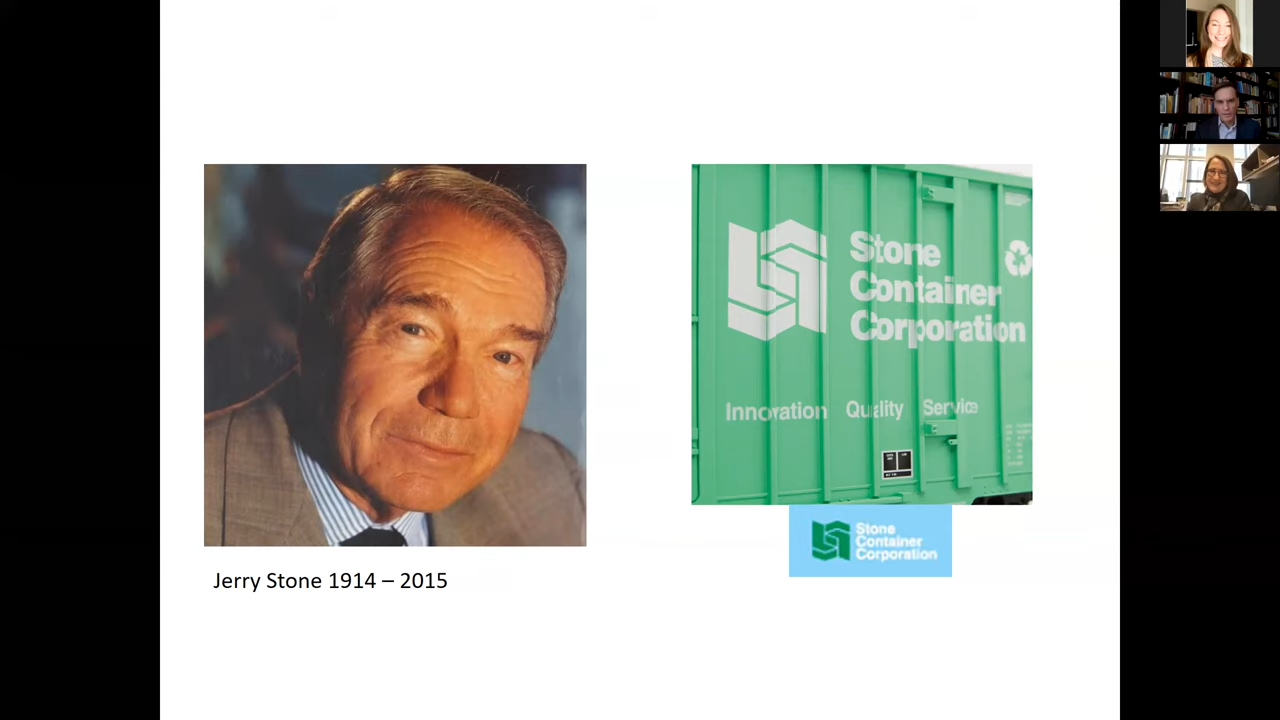 Stone
Container
Corporation
Innovation Quality Service
Stone
Container
Corporation
Jerry Stone 1914 – 2015